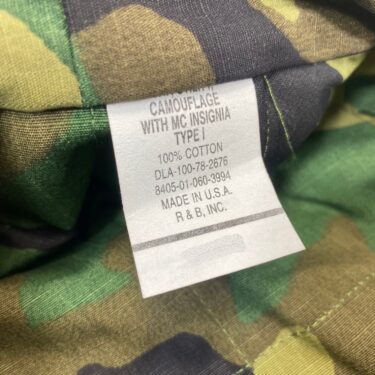 CAMOUFLAGE
WITH MC INSIGNIA
TYPE I
100% COTTON
DLA-100-78-2676
8405-01-060-3994
MADE IN U.S.A.
R & B, INC.